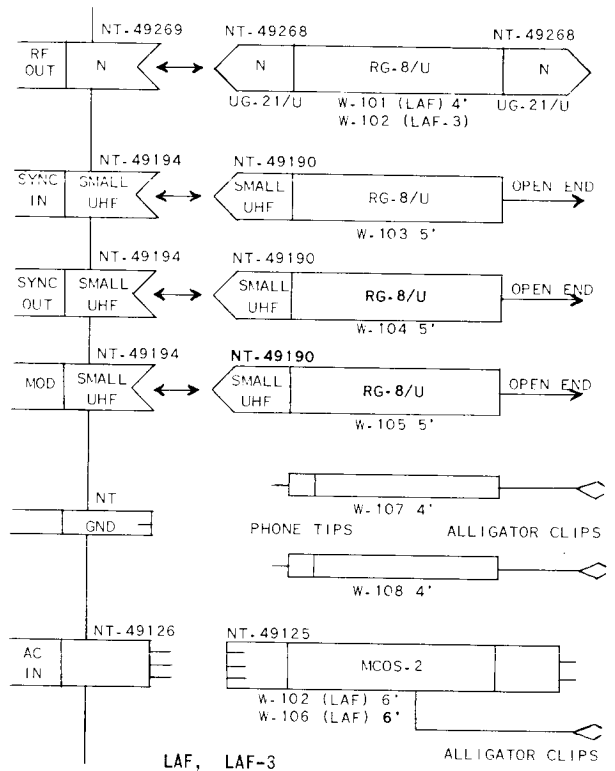 NT-49269 NT-49268 NT-49268
RF OUT N N RG-8/U N
UG-21/U W-101 (LAF) 4' UG-21/U
W-102 (LAF-3)
NT-49194 NT-49190
SYNC IN SMALL UHF SMALL UHF RG-8/U OPEN END
W-103 5'
NT-49194 NT-49190
SYNC OUT SMALL UHF SMALL UHF RG-8/U OPEN END
W-104 5'
NT-49194 NT-49190
MOD SMALL UHF SMALL UHF RG-8/U OPEN END
W-105 5'
NT
GND
W-107 4'
PHONE TIPS ALLIGATOR CLIPS
W-108 4'
NT-49126 NT-49125
AC IN MCOS-2
W-102 (LAF) 6'
W-106 (LAF) 6'
ALLIGATOR CLIPS
LAF, LAF-3